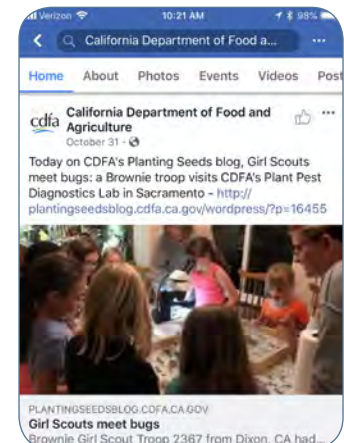 Verizon 10:21 AM 98%
California Department of Food a... ...
Home About Photos Events Videos Post
cdfa California Department of Food and ...
Agriculture
October 31 -
Today on CDFA's Planting Seeds blog, Girl Scouts
meet bugs: a Brownie troop visits CDFA's Plant Pest
Diagnostics Lab in Sacramento - http://
plantingseedsblog.cdfa.ca.gov/wordpress/?p=16455
PLANTINGSEEDSBLOG.CDFA.CA.GOV
Girl Scouts meet bugs
Brownie Girl Scout Troop 2367 from Dixon, CA had...